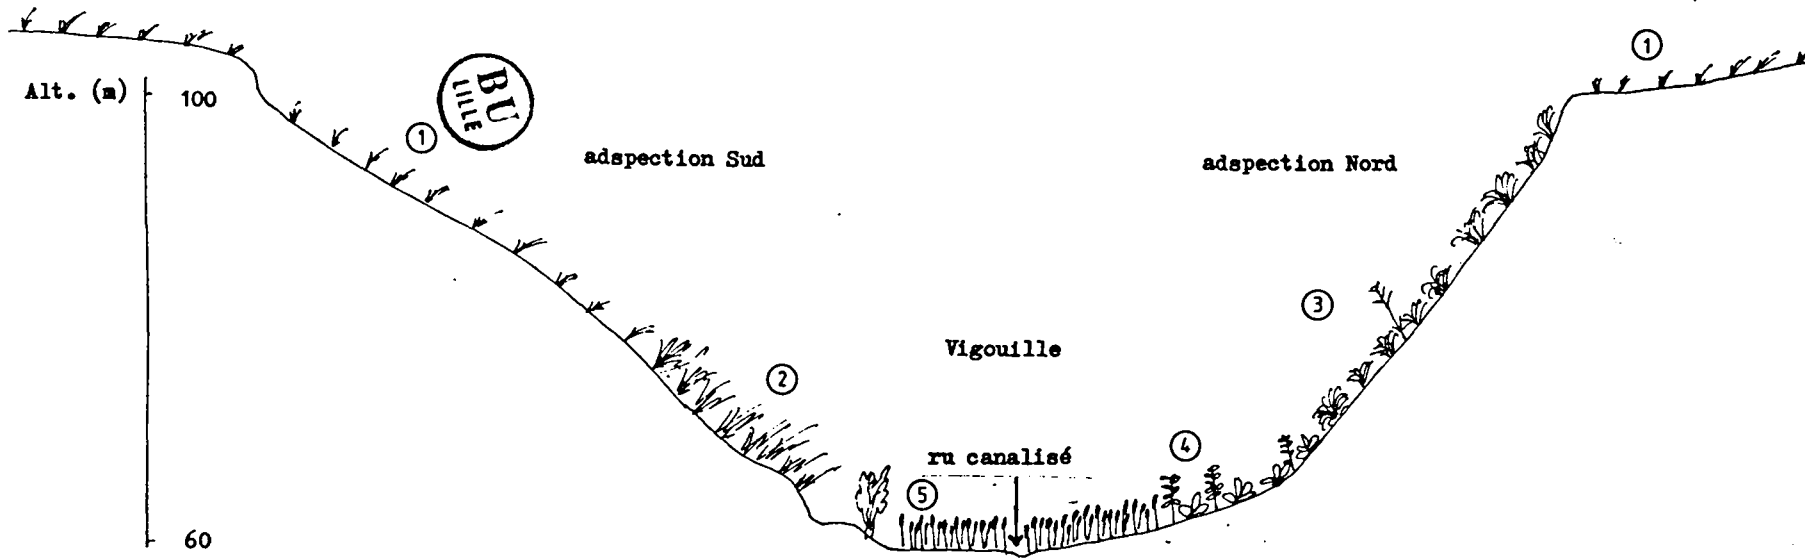 ①
Alt. (m)
100
BU
LILLE
①
adspection Sud
adspection Nord
③
Vigouille
②
④
ru canalisé
⑤
60